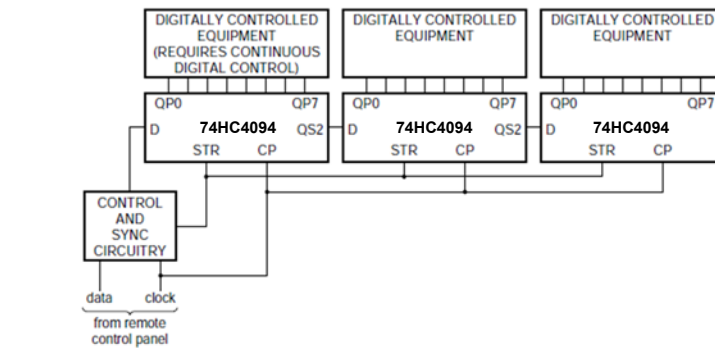 DIGITALLY CONTROLLED
EQUIPMENT
(REQUIRES CONTINUOUS
DIGITAL CONTROL)
DIGITALLY CONTROLLED
EQUIPMENT
DIGITALLY CONTROLLED
EQUIPMENT
QP0 QP7
D 74HC4094 QS2
STR CP
QP0 QP7
D 74HC4094 QS2
STR CP
QP0 QP7
D 74HC4094
STR CP
CONTROL
AND
SYNC
CIRCUITRY
data clock
from remote
control panel